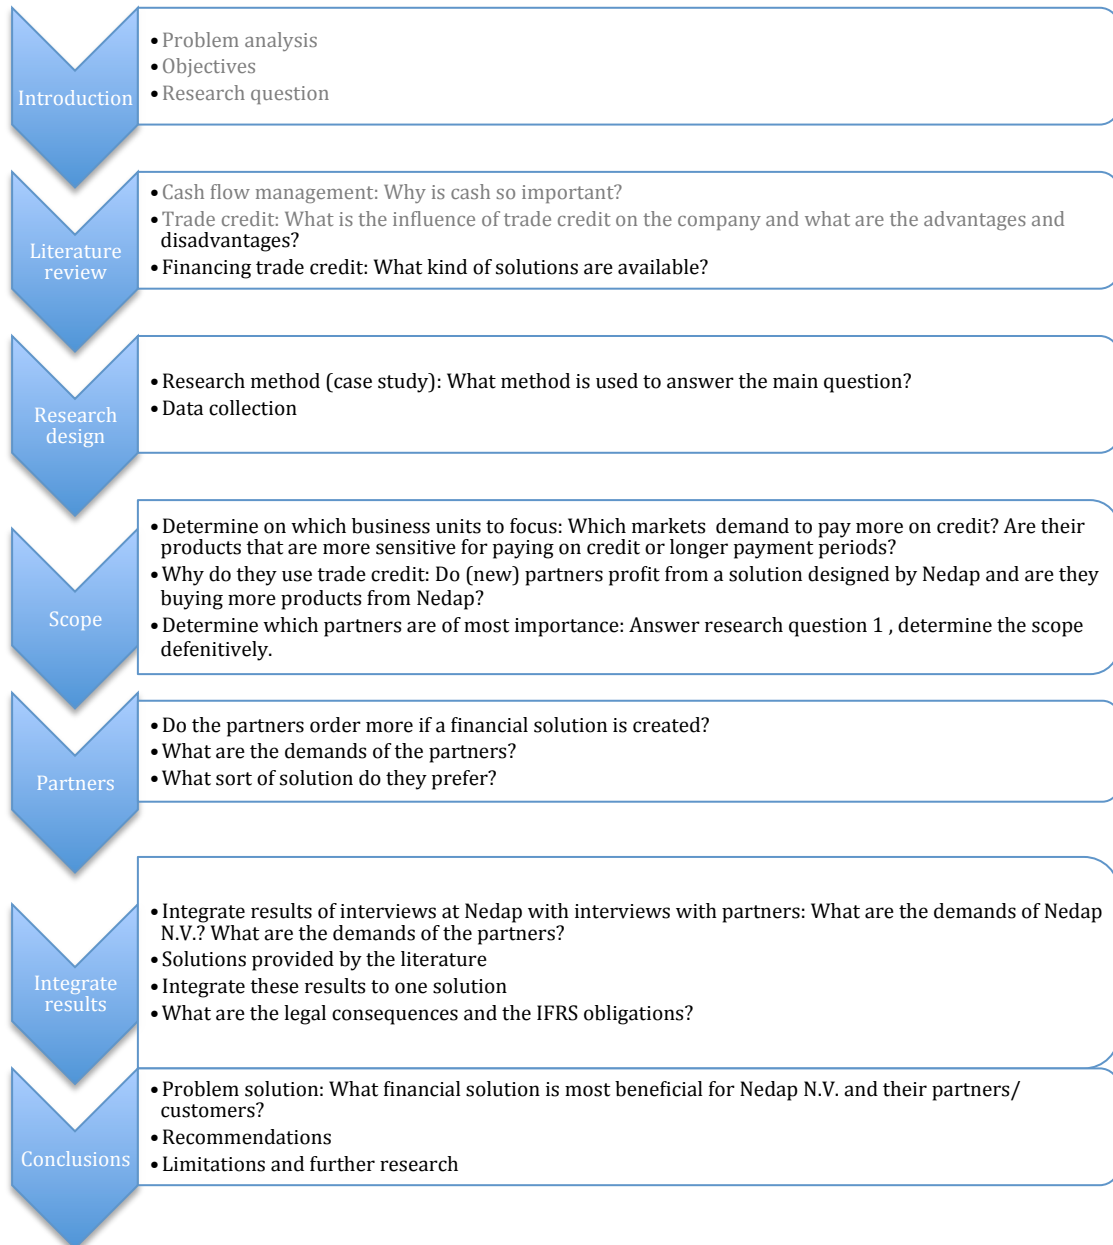 Introduction
• Problem analysis
• Objectives
• Research question
Literature
review
• Cash flow management: Why is cash so important?
• Trade credit: What is the influence of trade credit on the company and what are the advantages and
disadvantages?
• Financing trade credit: What kind of solutions are available?
Research
design
• Research method (case study): What method is used to answer the main question?
• Data collection
Scope
• Determine on which business units to focus: Which markets  demand to pay more on credit? Are their
products that are more sensitive for paying on credit or longer payment periods?
• Why do they use trade credit: Do (new) partners profit from a solution designed by Nedap and are they
buying more products from Nedap?
• Determine which partners are of most importance: Answer research question 1 , determine the scope
defenitively.
Partners
• Do the partners order more if a financial solution is created?
• What are the demands of the partners?
• What sort of solution do they prefer?
Integrate
results
• Integrate results of interviews at Nedap with interviews with partners: What are the demands of Nedap
N.V.? What are the demands of the partners?
• Solutions provided by the literature
• Integrate these results to one solution
• What are the legal consequences and the IFRS obligations?
Conclusions
• Problem solution: What financial solution is most beneficial for Nedap N.V. and their partners/
customers?
• Recommendations
• Limitations and further research